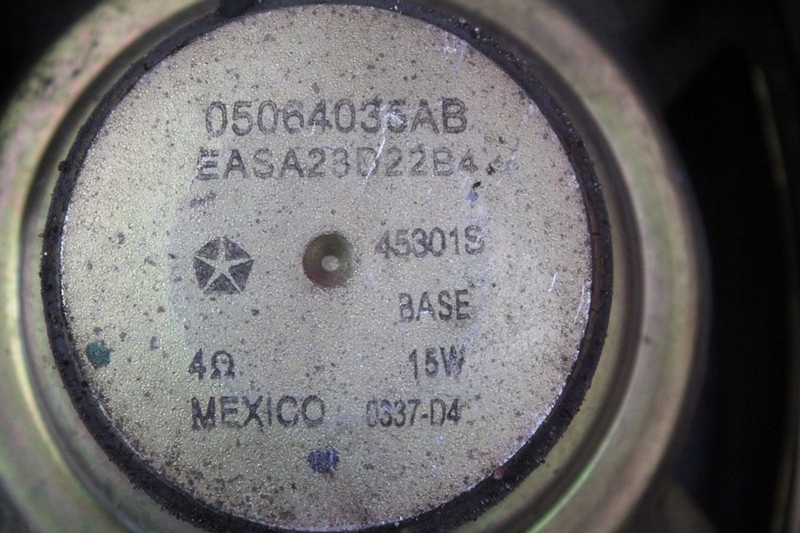 05064035AB
EASA23D22B4
45301S
BASE
4Ω 15W
MEXICO 0337-D4